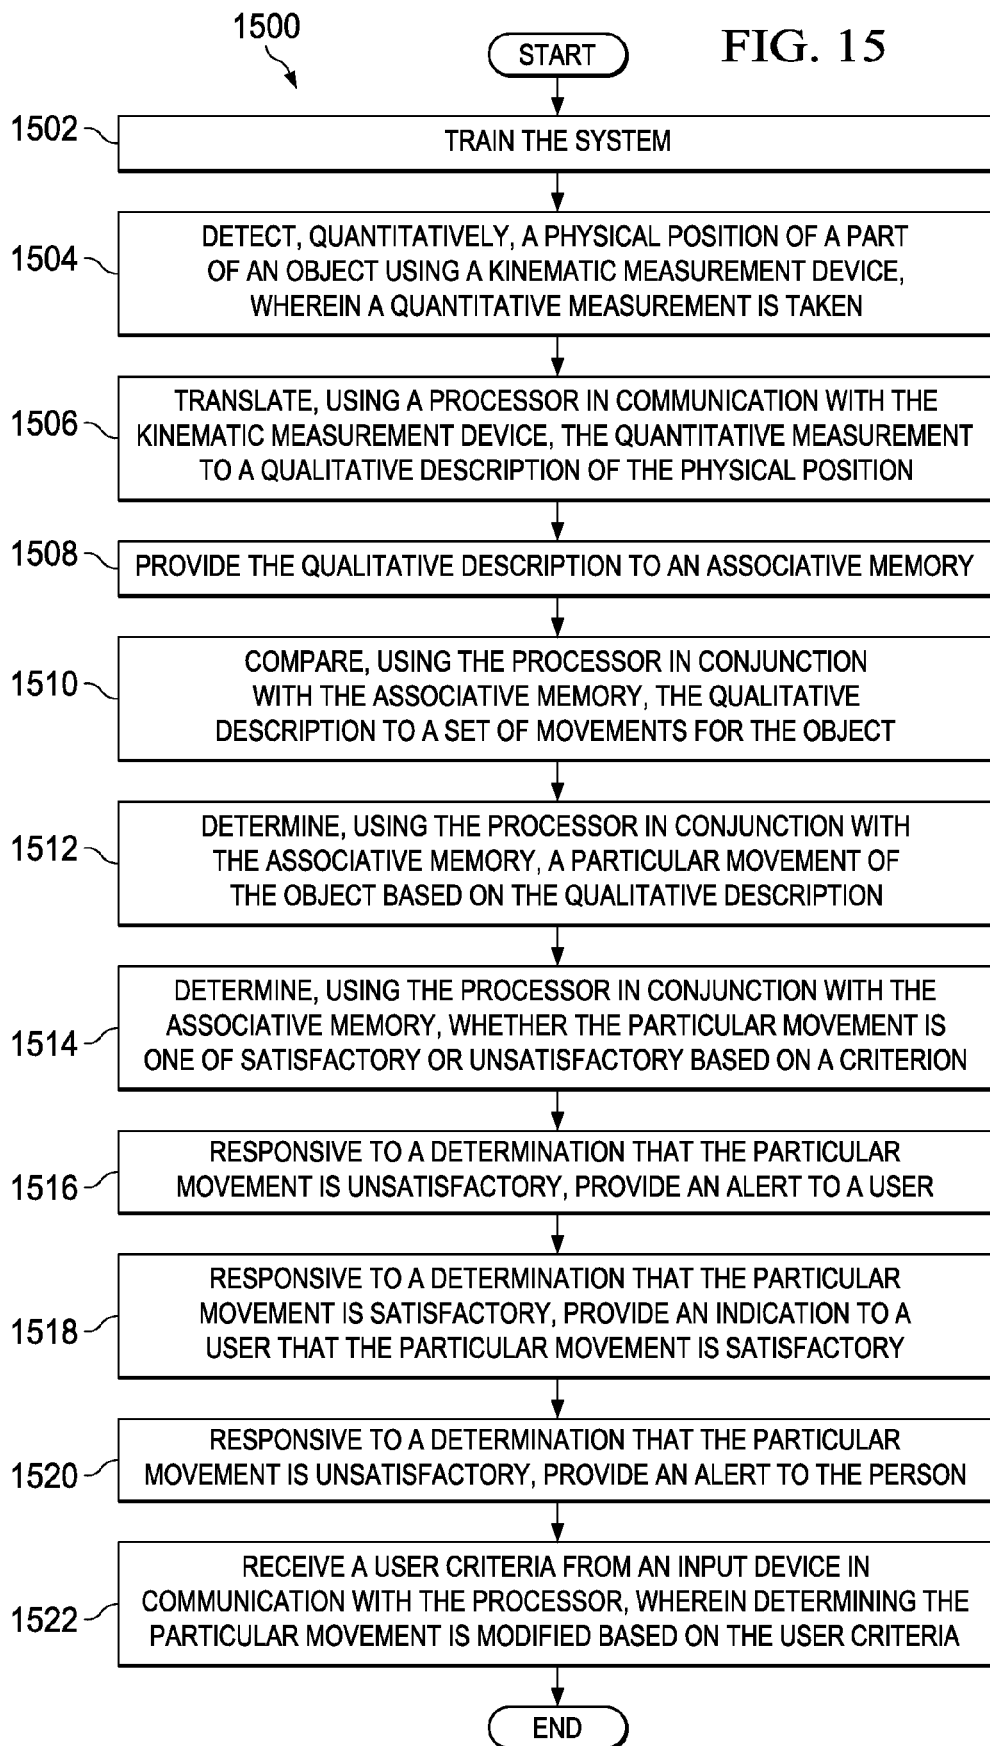 1500
START
FIG. 15
1502
TRAIN THE SYSTEM
1504
DETECT, QUANTITATIVELY, A PHYSICAL POSITION OF A PART
OF AN OBJECT USING A KINEMATIC MEASUREMENT DEVICE,
WHEREIN A QUANTITATIVE MEASUREMENT IS TAKEN
1506
TRANSLATE, USING A PROCESSOR IN COMMUNICATION WITH THE
KINEMATIC MEASUREMENT DEVICE, THE QUANTITATIVE MEASUREMENT
TO A QUALITATIVE DESCRIPTION OF THE PHYSICAL POSITION
1508
PROVIDE THE QUALITATIVE DESCRIPTION TO AN ASSOCIATIVE MEMORY
1510
COMPARE, USING THE PROCESSOR IN CONJUNCTION
WITH THE ASSOCIATIVE MEMORY, THE QUALITATIVE
DESCRIPTION TO A SET OF MOVEMENTS FOR THE OBJECT
1512
DETERMINE, USING THE PROCESSOR IN CONJUNCTION WITH
THE ASSOCIATIVE MEMORY, A PARTICULAR MOVEMENT OF
THE OBJECT BASED ON THE QUALITATIVE DESCRIPTION
1514
DETERMINE, USING THE PROCESSOR IN CONJUNCTION WITH THE
ASSOCIATIVE MEMORY, WHETHER THE PARTICULAR MOVEMENT IS
ONE OF SATISFACTORY OR UNSATISFACTORY BASED ON A CRITERION
1516
RESPONSIVE TO A DETERMINATION THAT THE PARTICULAR
MOVEMENT IS UNSATISFACTORY, PROVIDE AN ALERT TO A USER
1518
RESPONSIVE TO A DETERMINATION THAT THE PARTICULAR
MOVEMENT IS SATISFACTORY, PROVIDE AN INDICATION TO A
USER THAT THE PARTICULAR MOVEMENT IS SATISFACTORY
1520
RESPONSIVE TO A DETERMINATION THAT THE PARTICULAR
MOVEMENT IS UNSATISFACTORY, PROVIDE AN ALERT TO THE PERSON
1522
RECEIVE A USER CRITERIA FROM AN INPUT DEVICE IN
COMMUNICATION WITH THE PROCESSOR, WHEREIN DETERMINING THE
PARTICULAR MOVEMENT IS MODIFIED BASED ON THE USER CRITERIA
END